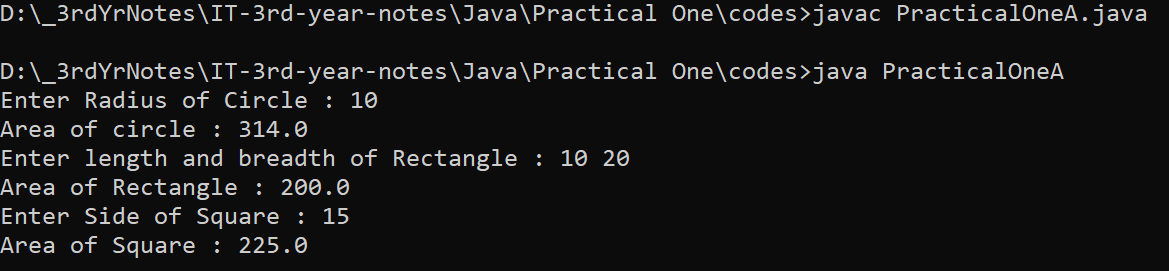 D:\_3rdYrNotes\IT-3rd-year-notes\Java\Practical One\codes>javac PracticalOneA.java
D:\_3rdYrNotes\IT-3rd-year-notes\Java\Practical One\codes>java PracticalOneA
Enter Radius of Circle : 10
Area of circle : 314.0
Enter length and breadth of Rectangle : 10 20
Area of Rectangle : 200.0
Enter Side of Square : 15
Area of Square : 225.0